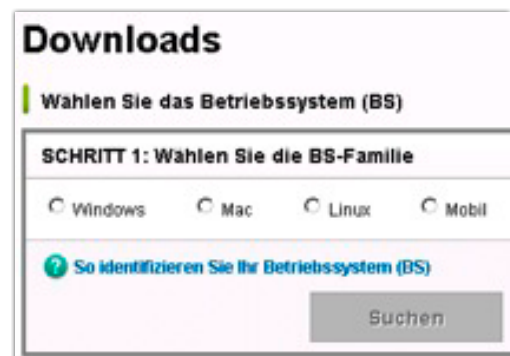 Downloads
Wählen Sie das Betriebssystem (BS)
SCHRITT 1: Wählen Sie die BS-Familie
Windows Mac Linux Mobil
? So identifizieren Sie Ihr Betriebssystem (BS)
Suchen